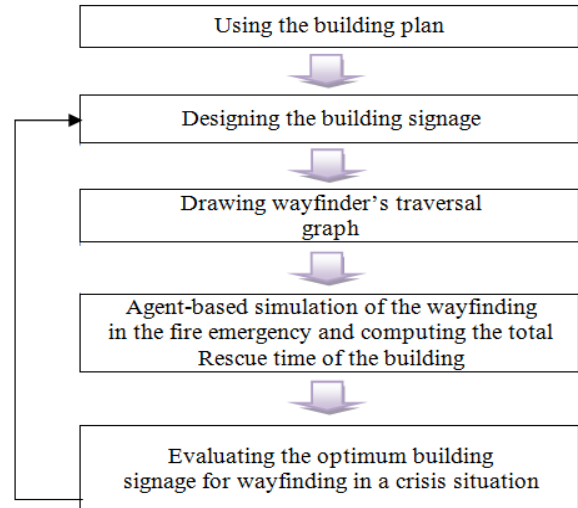 Using the building plan
Designing the building signage
Drawing wayfinder's traversal
graph
Agent-based simulation of the wayfinding
in the fire emergency and computing the total
Rescue time of the building
Evaluating the optimum building
signage for wayfinding in a crisis situation